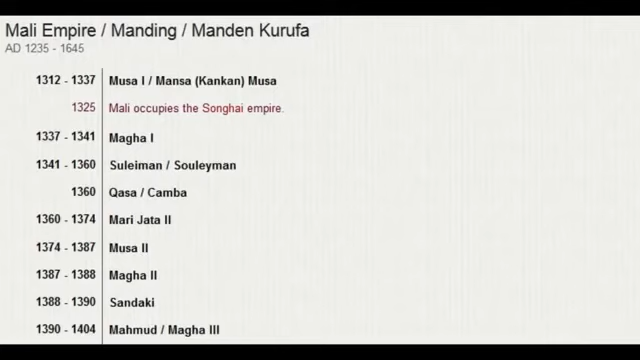 Mali Empire / Manding / Manden Kurufa
AD 1235 - 1645
1312 - 1337 Musa I / Mansa (Kankan) Musa
1325 Mali occupies the Songhai empire.
1337 - 1341 Magha I
1341 - 1360 Suleiman / Souleyman
1360 Qasa / Camba
1360 - 1374 Mari Jata II
1374 - 1387 Musa II
1387 - 1388 Magha II
1388 - 1390 Sandaki
1390 - 1404 Mahmud / Magha III